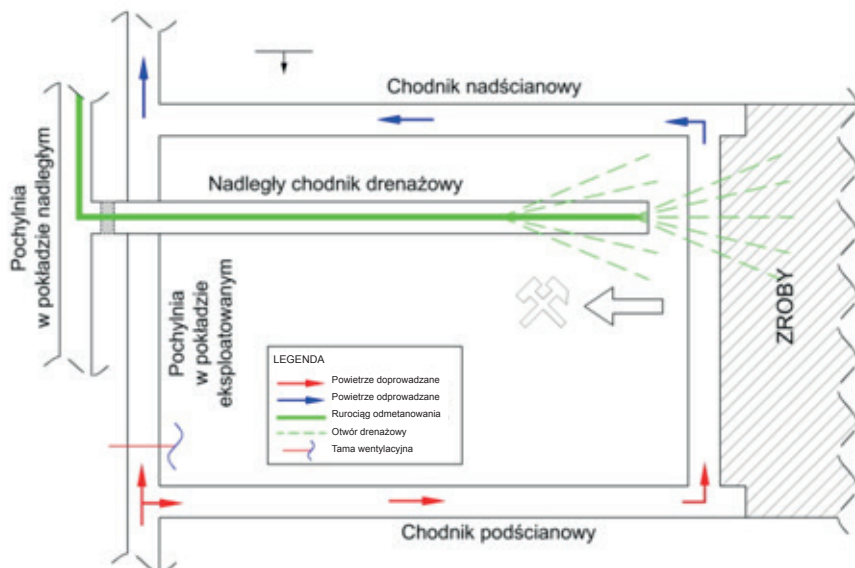 Chodnik nadścianowy
Nadległy chodnik drenażowy
Pochylnia
w pokładzie nadległym
Pochylnia
w pokładzie
eksploatowanym
ZROBY
LEGENDA
Powietrze doprowadzane
Powietrze odprowadzane
Rurociąg odmetanowania
Otwór drenażowy
Tama wentylacyjna
Chodnik podścianowy